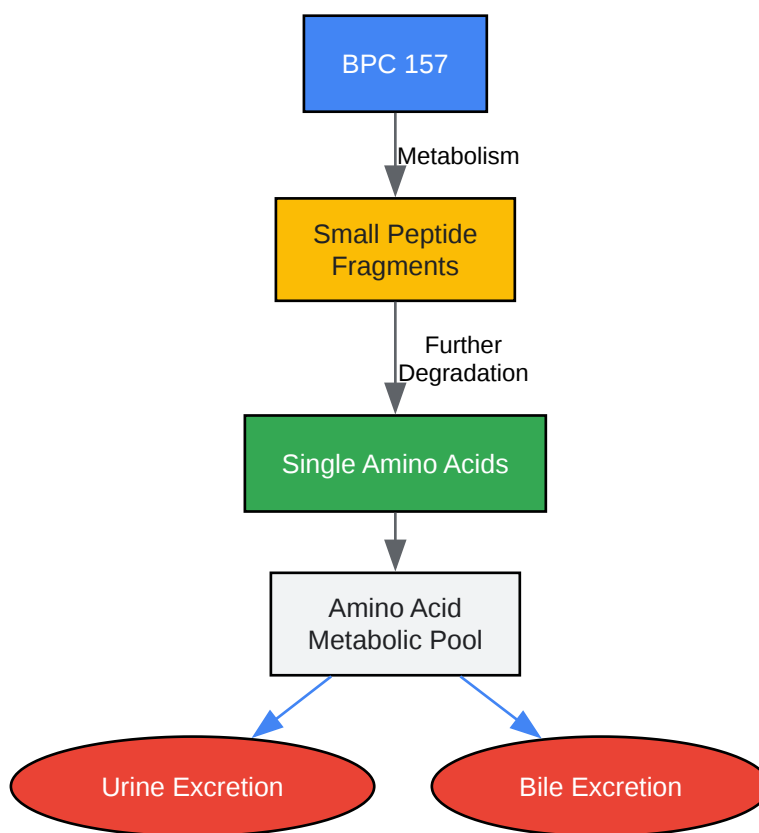 BPC 157
Metabolism
Small Peptide
Fragments
Further
Degradation
Single Amino Acids
Amino Acid
Metabolic Pool
Urine Excretion
Bile Excretion